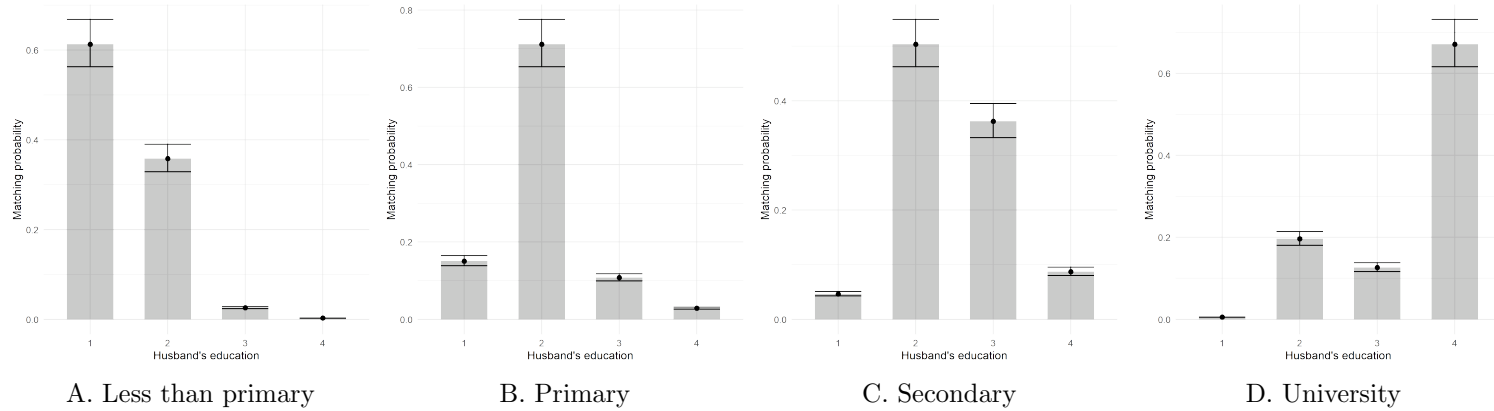 Matching probability
0.6
0.4
0.2
0.0
1 2 3 4
Husband's education
A. Less than primary
Matching probability
0.8
0.6
0.4
0.2
0.0
1 2 3 4
Husband's education
B. Primary
Matching probability
0.4
0.2
0.0
1 2 3 4
Husband's education
C. Secondary
Matching probability
0.6
0.4
0.2
0.0
1 2 3 4
Husband's education
D. University